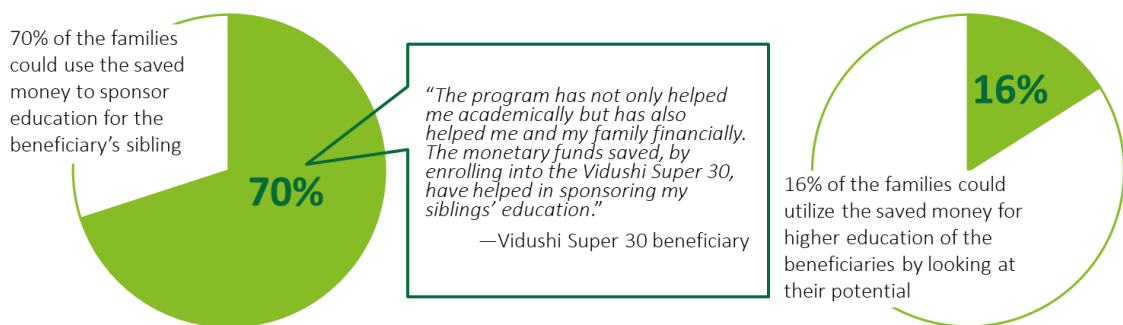 70% of the families
could use the saved
money to sponsor
education for the
beneficiary’s sibling
70%
“The program has not only helped
me academically but has also
helped me and my family financially.
The monetary funds saved, by
enrolling into the Vidushi Super 30,
have helped in sponsoring my
siblings’ education.”
—Vidushi Super 30 beneficiary
16%
16% of the families could
utilize the saved money for
higher education of the
beneficiaries by looking at
their potential